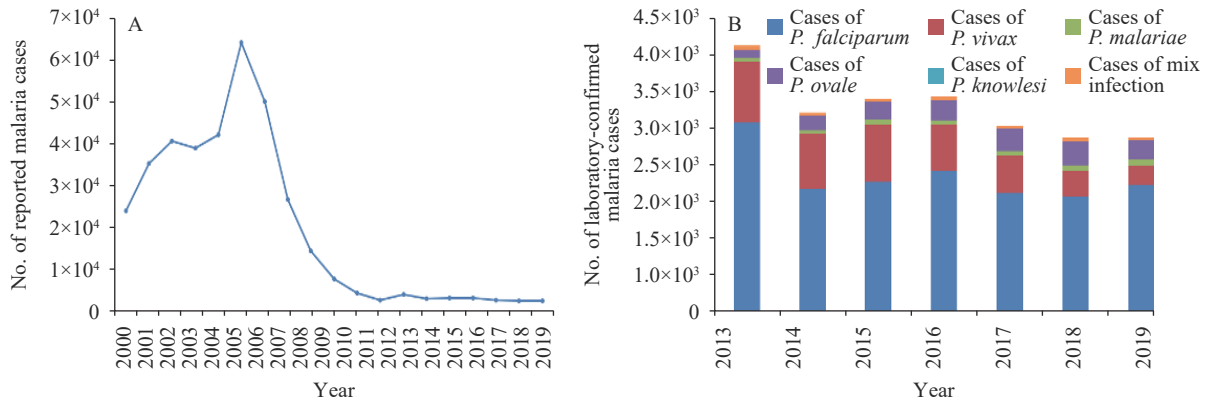 A
No. of reported malaria cases
7×10⁴
6×10⁴
5×10⁴
4×10⁴
3×10⁴
2×10⁴
1×10⁴
0
2000
2001
2002
2003
2004
2005
2006
2007
2008
2009
2010
2011
2012
2013
2014
2015
2016
2017
2018
2019
Year
B
No. of laboratory-confirmed
malaria cases
4.5×10³
4.0×10³
3.5×10³
3.0×10³
2.5×10³
2.0×10³
1.5×10³
1.0×10³
0
Cases of
P. falciparum
Cases of
P. vivax
Cases of
P. malariae
Cases of
P. ovale
Cases of
P. knowlesi
Cases of mix
infection
2013
2014
2015
2016
2017
2018
2019
Year